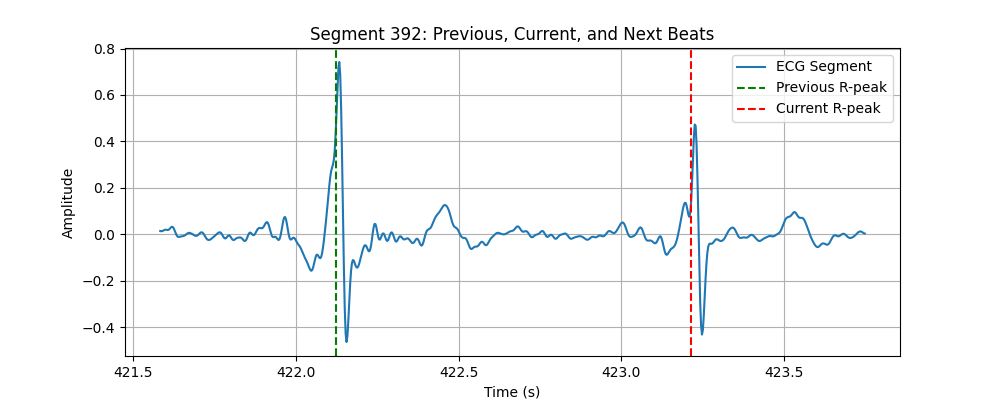 Segment 392: Previous, Current, and Next Beats
ECG Segment
Previous R-peak
Current R-peak
Amplitude
0.8
0.6
0.4
0.2
0.0
−0.2
−0.4
421.5 422.0 422.5 423.0 423.5
Time (s)